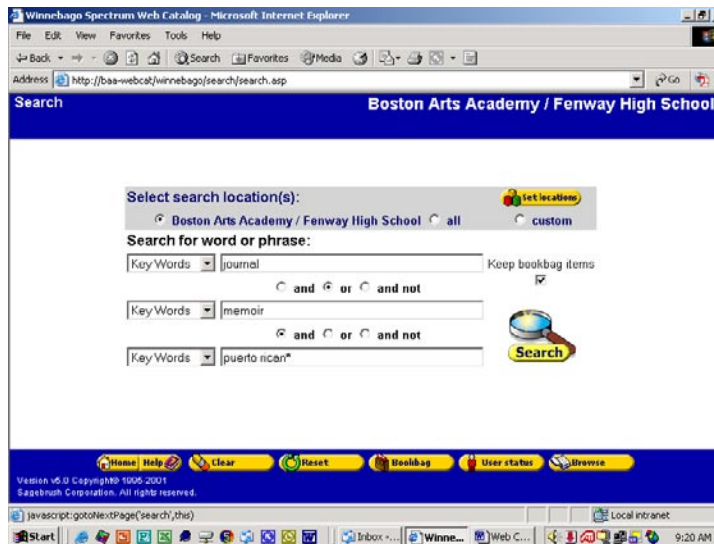 Winnebago Spectrum Web Catalog - Microsoft Internet Explorer
File Edit View Favorites Tools Help
Back Search Favorites Media
Address http://baa-webcat/winnebago/search/search.asp Go
Search Boston Arts Academy / Fenway High School
Select search location(s): Set locations
Boston Arts Academy / Fenway High School all custom
Search for word or phrase:
Key Words journal Keep bookbag items
and or and not
Key Words memoir
and or and not
Search
Key Words puerto rican*
Home Help Clear Reset Bookbag User status Browse
Version v5.0 Copyright© 1996-2001
Sagebrush Corporation. All rights reserved.
javascript:gotoNextPage('search',this) Local intranet
Start Inbox -... Winne... Web C... 9:20 AM